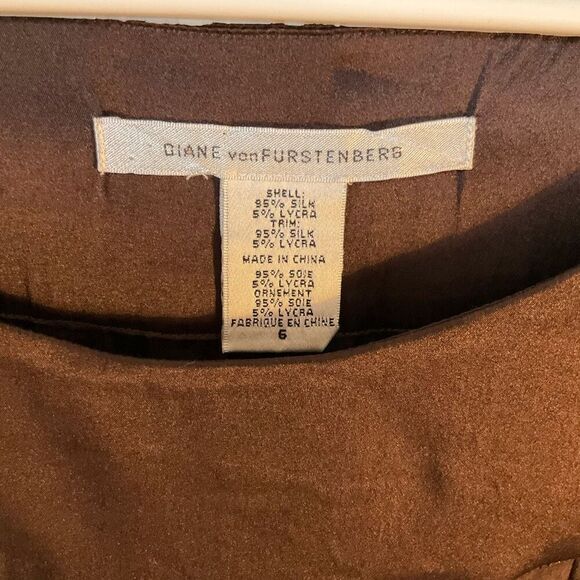 DIANE von FURSTENBERG
SHELL:
95% SILK
5% LYCRA
TRIM:
95% SILK
5% LYCRA
MADE IN CHINA
95% SOIE
5% LYCRA
ORNEMENT
95% SOIE
5% LYCRA
FABRIQUE EN CHINE
6